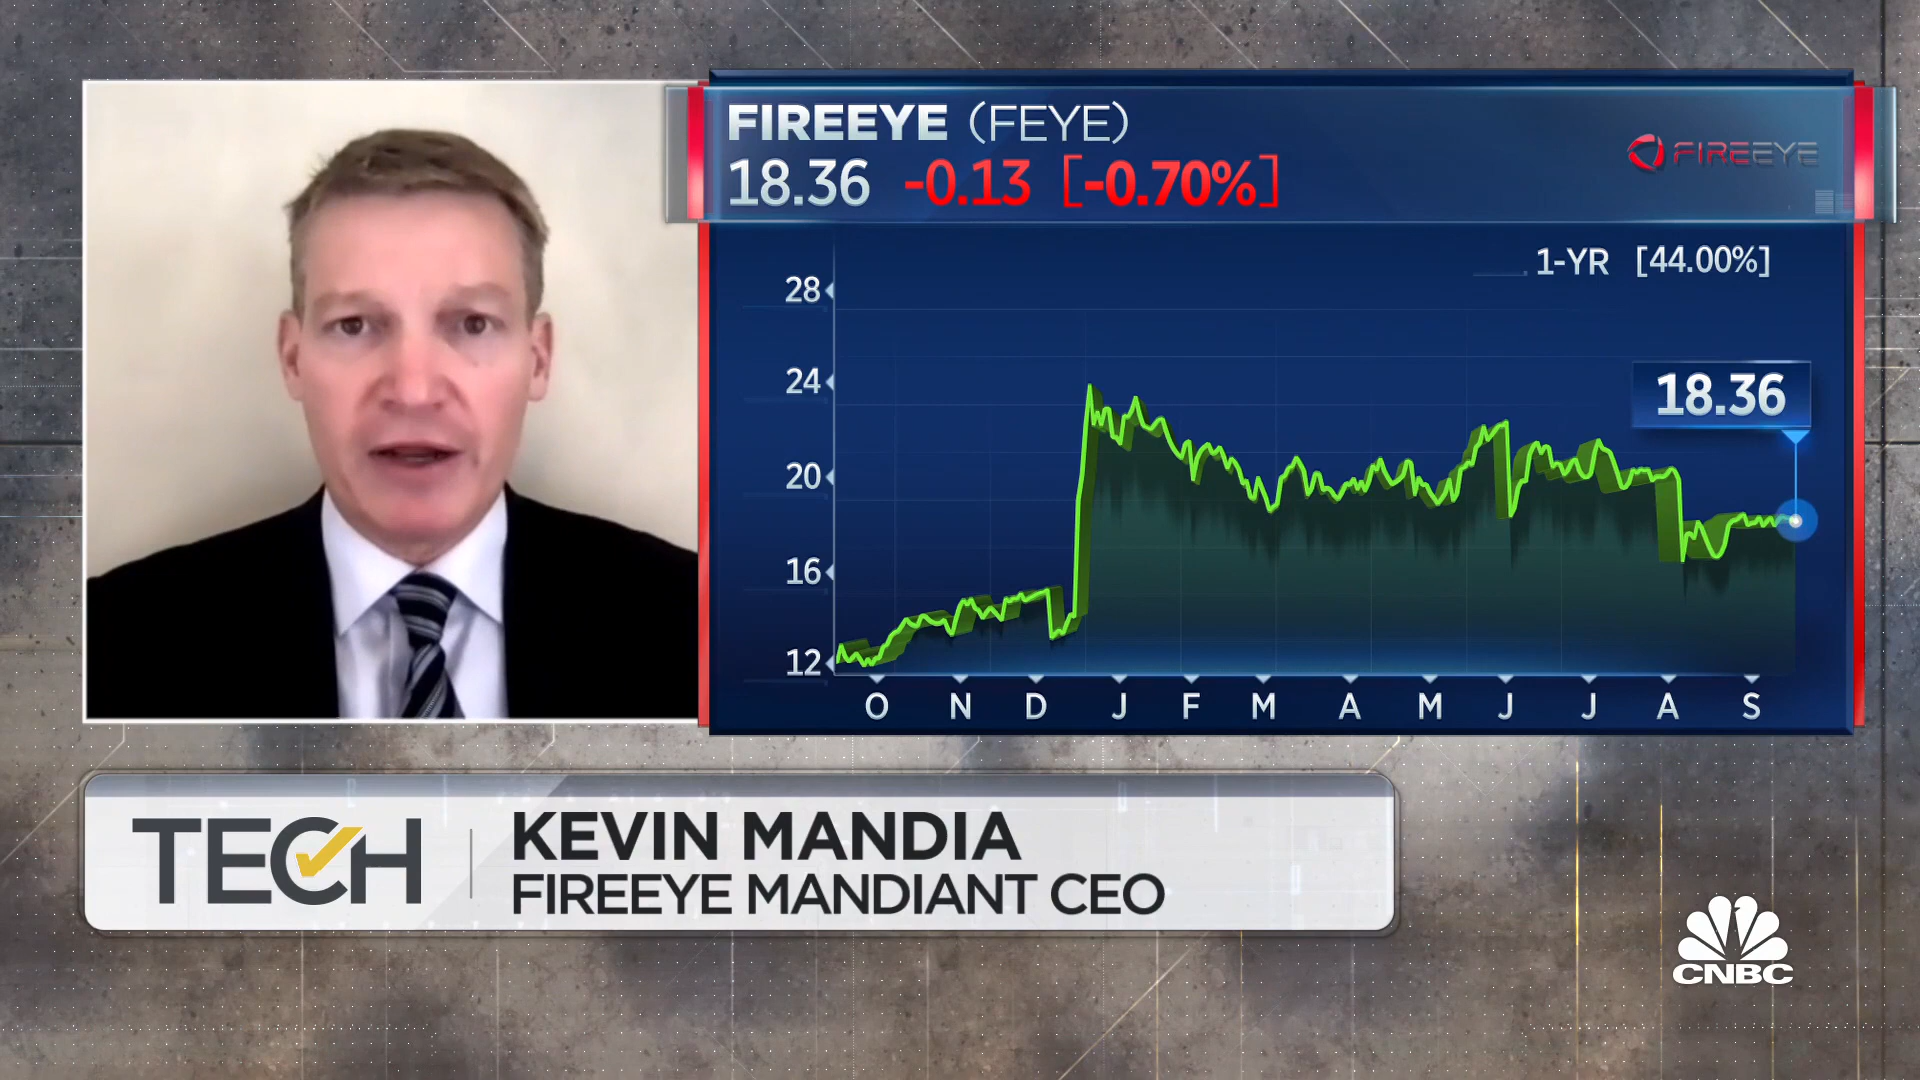 FIREEYE (FEYE)
18.36 -0.13 [-0.70%]
FIREEYE
1-YR [44.00%]
28
24
20
16
12
18.36
O N D J F M A M J J A S
TECH
KEVIN MANDIA
FIREEYE MANDIANT CEO
CNBC